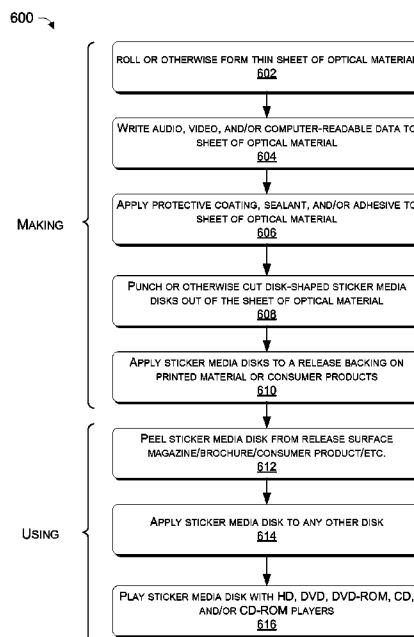 600
MAKING
ROLL OR OTHERWISE FORM THIN SHEET OF OPTICAL MATERIAL
602
WRITE AUDIO, VIDEO, AND/OR COMPUTER-READABLE DATA TO
SHEET OF OPTICAL MATERIAL
604
APPLY PROTECTIVE COATING, SEALANT, AND/OR ADHESIVE TO
SHEET OF OPTICAL MATERIAL
606
PUNCH OR OTHERWISE CUT DISK-SHAPED STICKER MEDIA
DISKS OUT OF THE SHEET OF OPTICAL MATERIAL
608
APPLY STICKER MEDIA DISKS TO A RELEASE BACKING ON
PRINTED MATERIAL OR CONSUMER PRODUCTS
610
USING
PEEL STICKER MEDIA DISK FROM RELEASE SURFACE
MAGAZINE/BROCHURE/CONSUMER PRODUCT/ETC.
612
APPLY STICKER MEDIA DISK TO ANY OTHER DISK
614
PLAY STICKER MEDIA DISK WITH HD, DVD, DVD-ROM, CD,
AND/OR CD-ROM PLAYERS
616